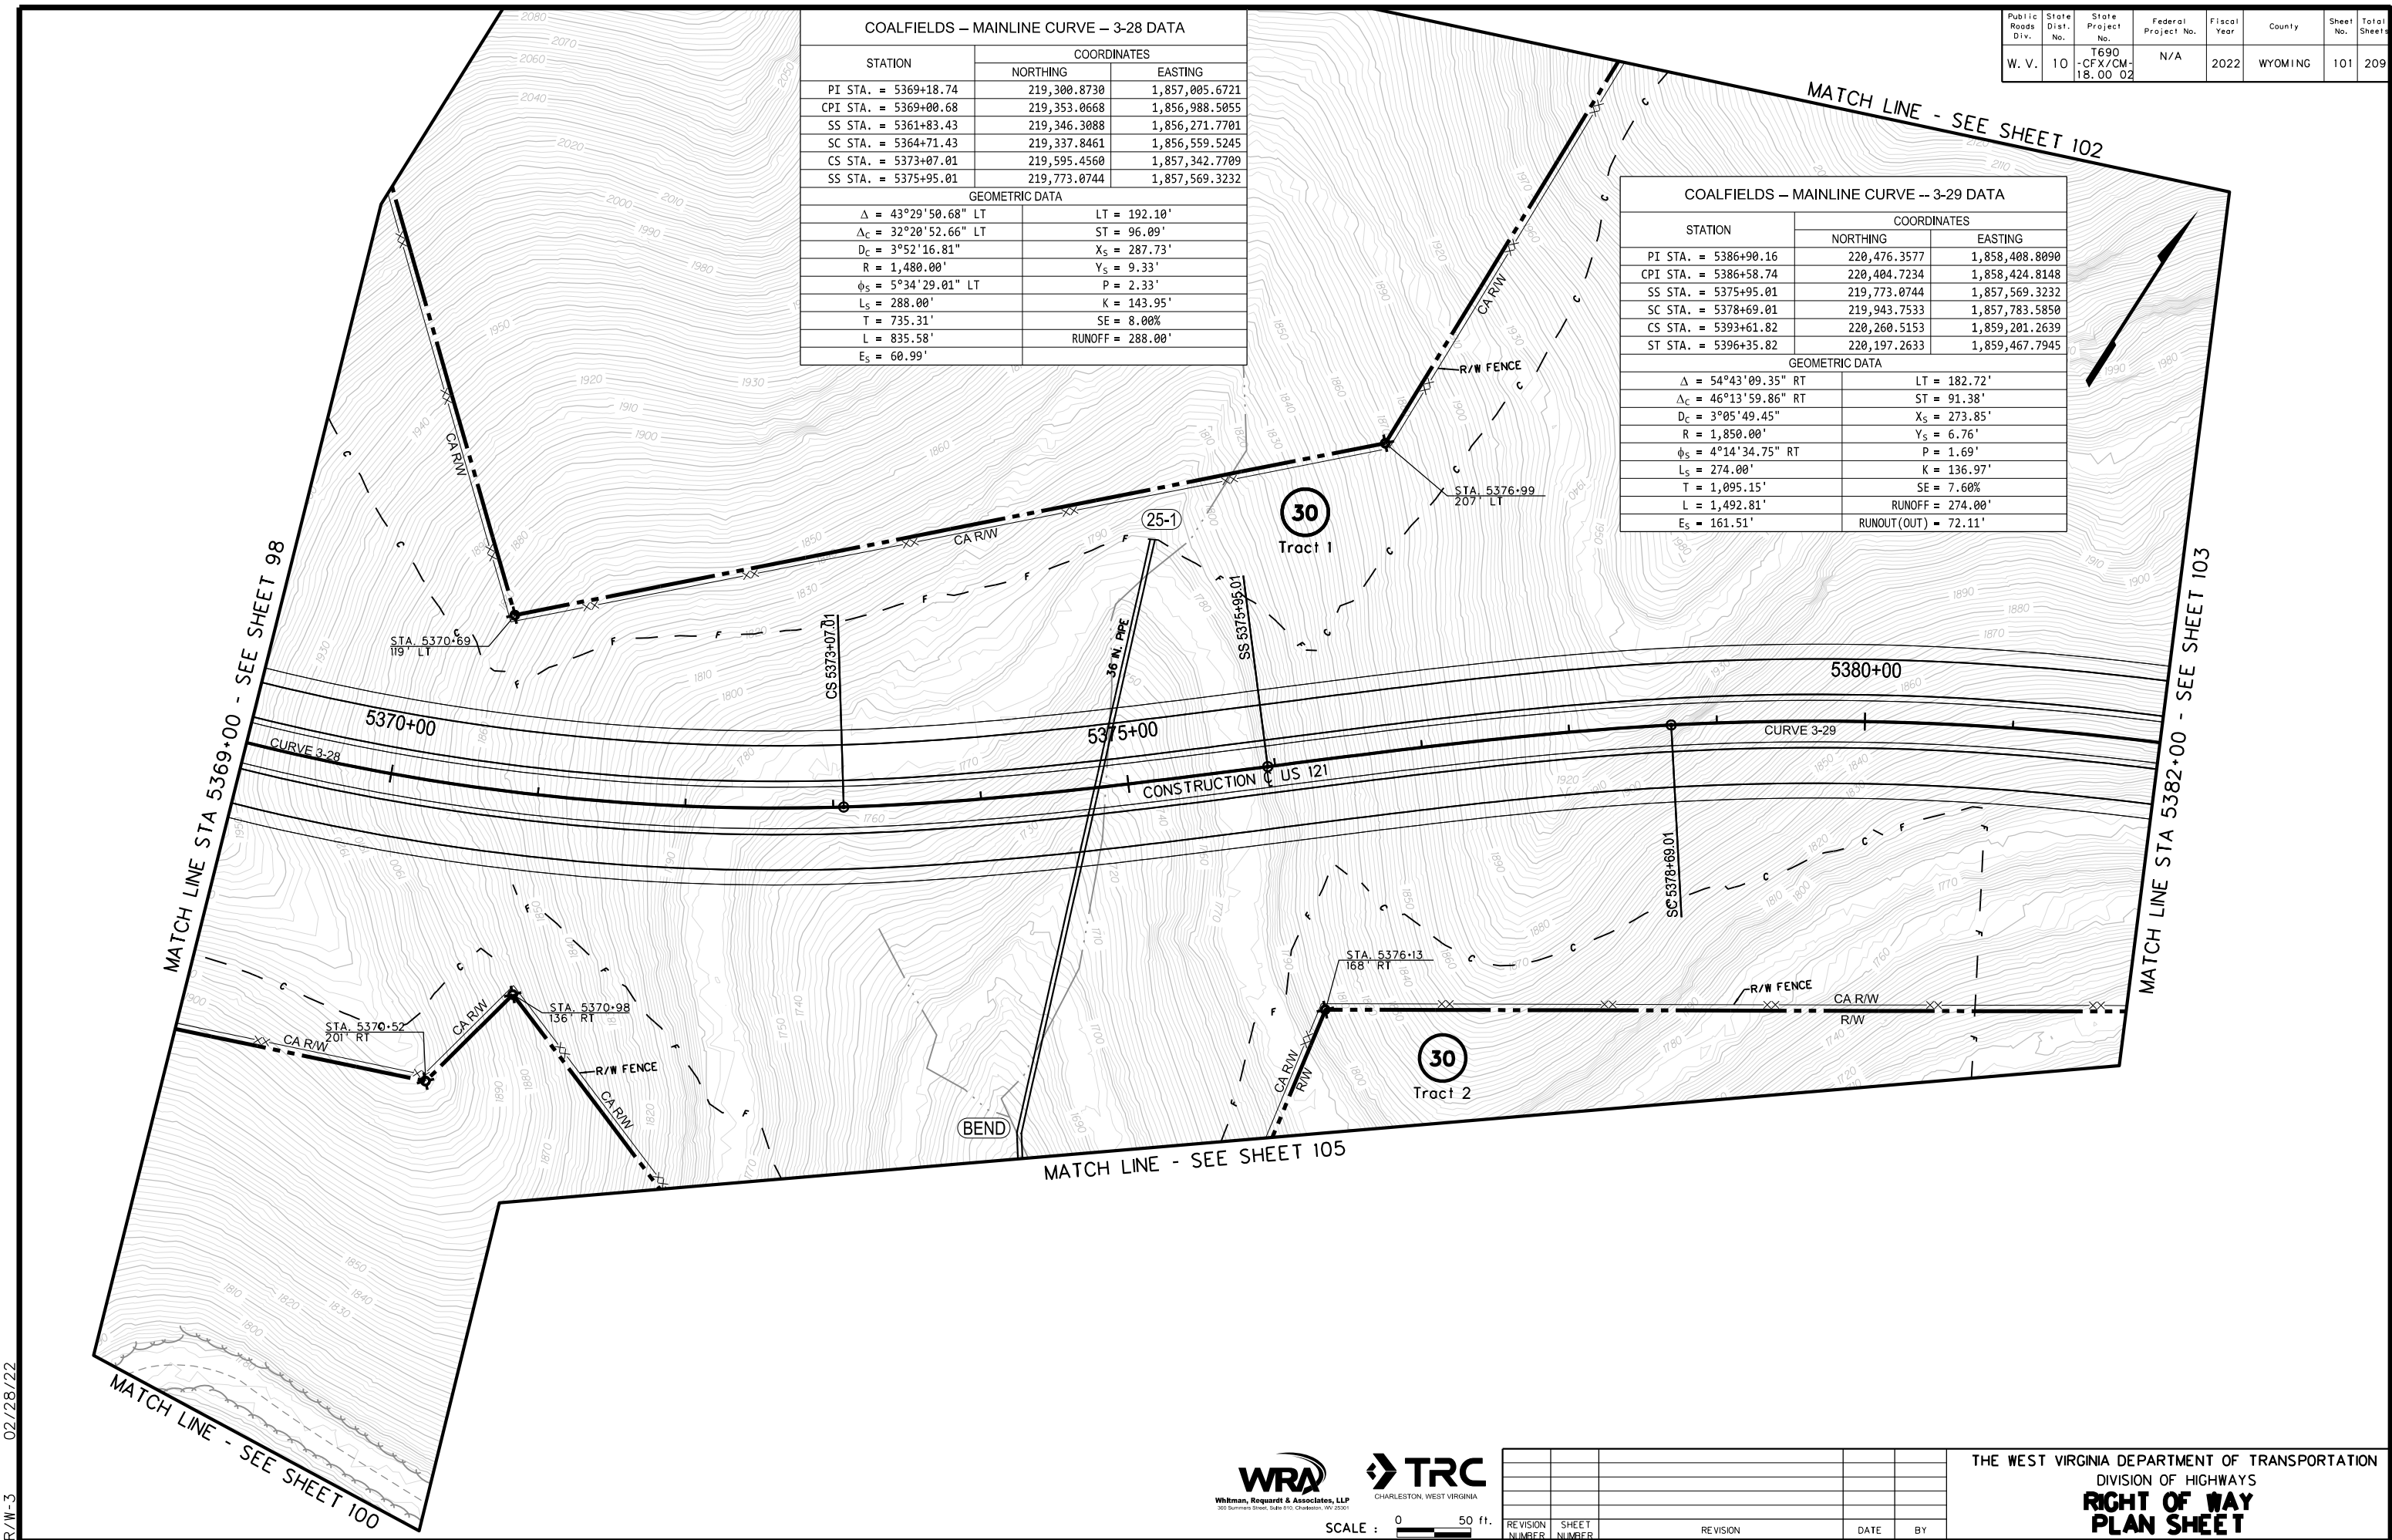 COALFIELDS – MAINLINE CURVE – 3-28 DATA
STATION
COORDINATES
NORTHING EASTING
PI STA. = 5369+18.74 219,300.8730 1,857,005.6721
CPI STA. = 5369+00.68 219,353.0668 1,856,988.5055
SS STA. = 5361+83.43 219,346.3088 1,856,271.7701
SC STA. = 5364+71.43 219,337.8461 1,856,559.5245
CS STA. = 5373+07.01 219,595.4560 1,857,342.7709
SS STA. = 5375+95.01 219,773.0744 1,857,569.3232
GEOMETRIC DATA
Δ = 43°29'50.68" LT LT = 192.10'
ΔC = 32°20'52.66" LT ST = 96.09'
DC = 3°52'16.81" XS = 287.73'
R = 1,480.00' YS = 9.33'
ϕS = 5°34'29.01" LT P = 2.33'
LS = 288.00' K = 143.95'
T = 735.31' SE = 8.00%
L = 835.58' RUNOFF = 288.00'
ES = 60.99'
Public Roads Div. State Dist. No. State Project No. Federal Project No. Fiscal Year County Sheet No. Total Sheets
W. V. 10 T690 -CFX/CM- 18.00 02 N/A 2022 WYOMING 101 209
MATCH LINE - SEE SHEET 102
COALFIELDS – MAINLINE CURVE -- 3-29 DATA
STATION
COORDINATES
NORTHING EASTING
PI STA. = 5386+90.16 220,476.3577 1,858,408.8090
CPI STA. = 5386+58.74 220,404.7234 1,858,424.8148
SS STA. = 5375+95.01 219,773.0744 1,857,569.3232
SC STA. = 5378+69.01 219,943.7533 1,857,783.5850
CS STA. = 5393+61.82 220,260.5153 1,859,201.2639
ST STA. = 5396+35.82 220,197.2633 1,859,467.7945
GEOMETRIC DATA
Δ = 54°43'09.35" RT LT = 182.72'
ΔC = 46°13'59.86" RT ST = 91.38'
DC = 3°05'49.45" XS = 273.85'
R = 1,850.00' YS = 6.76'
ϕS = 4°14'34.75" RT P = 1.69'
LS = 274.00' K = 136.97'
T = 1,095.15' SE = 7.60%
L = 1,492.81' RUNOFF = 274.00'
ES = 161.51' RUNOUT(OUT) = 72.11'
CA R/W
CA R/W
R/W FENCE
STA. 5376+99
207' LT
30
Tract 1
25-1
CA R/W
STA. 5370+69
119' LT
CS 5373+07.01
36 IN. PIPE
SS 5375+95.01
MATCH LINE STA 5369+00 - SEE SHEET 98
5370+00
CURVE 3-28
5375+00
CONSTRUCTION ℄ US 121
5380+00
CURVE 3-29
SC 5378+69.01
MATCH LINE STA 5382+00 - SEE SHEET 103
STA. 5376+13
168' RT
STA. 5370+98
136' RT
STA. 5370+52
201' RT
CA R/W
CA R/W
R/W FENCE
CA R/W
R/W FENCE
CA R/W
R/W
CA R/W
R/W
30
Tract 2
BEND
MATCH LINE - SEE SHEET 105
MATCH LINE - SEE SHEET 100
R/W-3 02/28/22
WRA
Whitman, Requardt & Associates, LLP
300 Summers Street, Suite 810, Charleston, WV 25301
TRC
CHARLESTON, WEST VIRGINIA
SCALE : 0 50 ft.
REVISION NUMBER SHEET NUMBER REVISION DATE BY
THE WEST VIRGINIA DEPARTMENT OF TRANSPORTATION
DIVISION OF HIGHWAYS
RIGHT OF WAY
PLAN SHEET